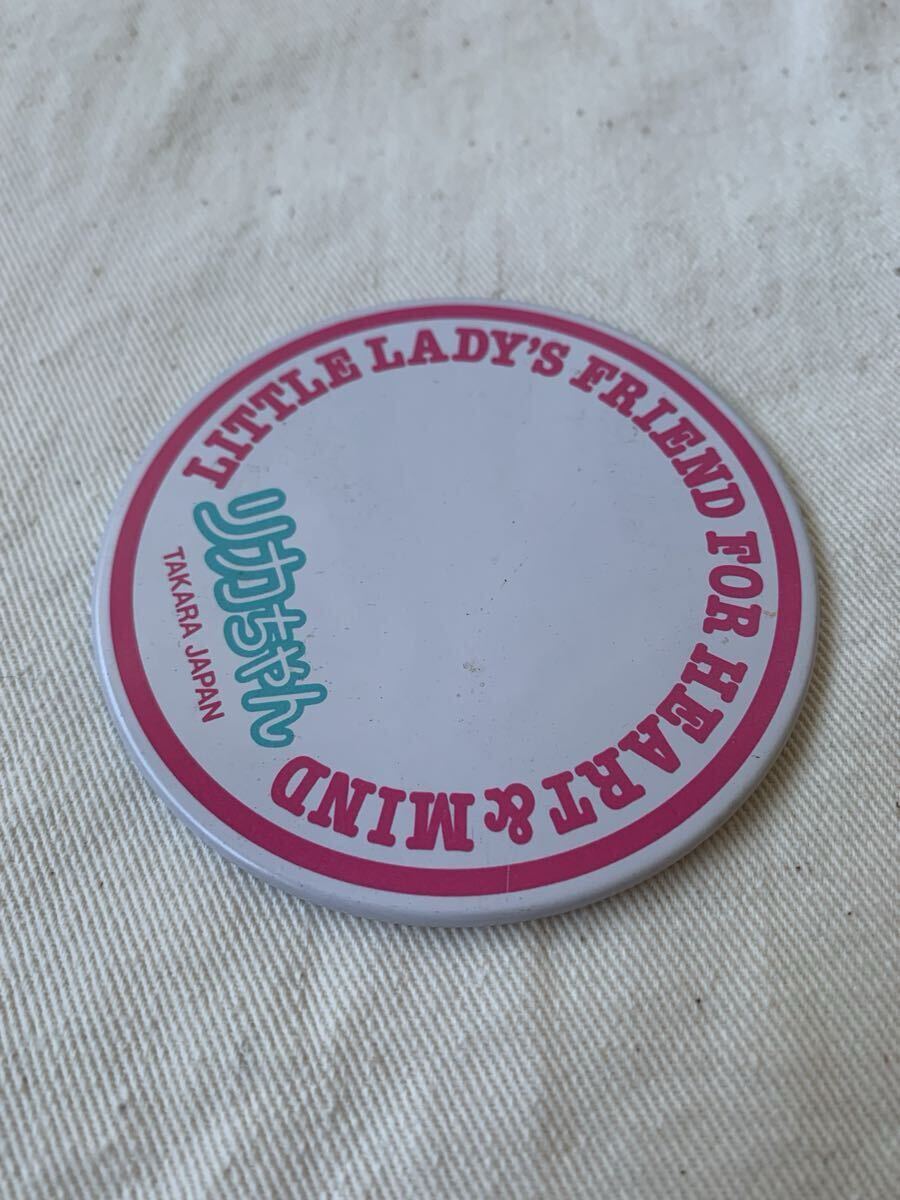 LITTLE LADY'S FRIEND FOR HEART & MIND
リカちゃん
TAKARA JAPAN